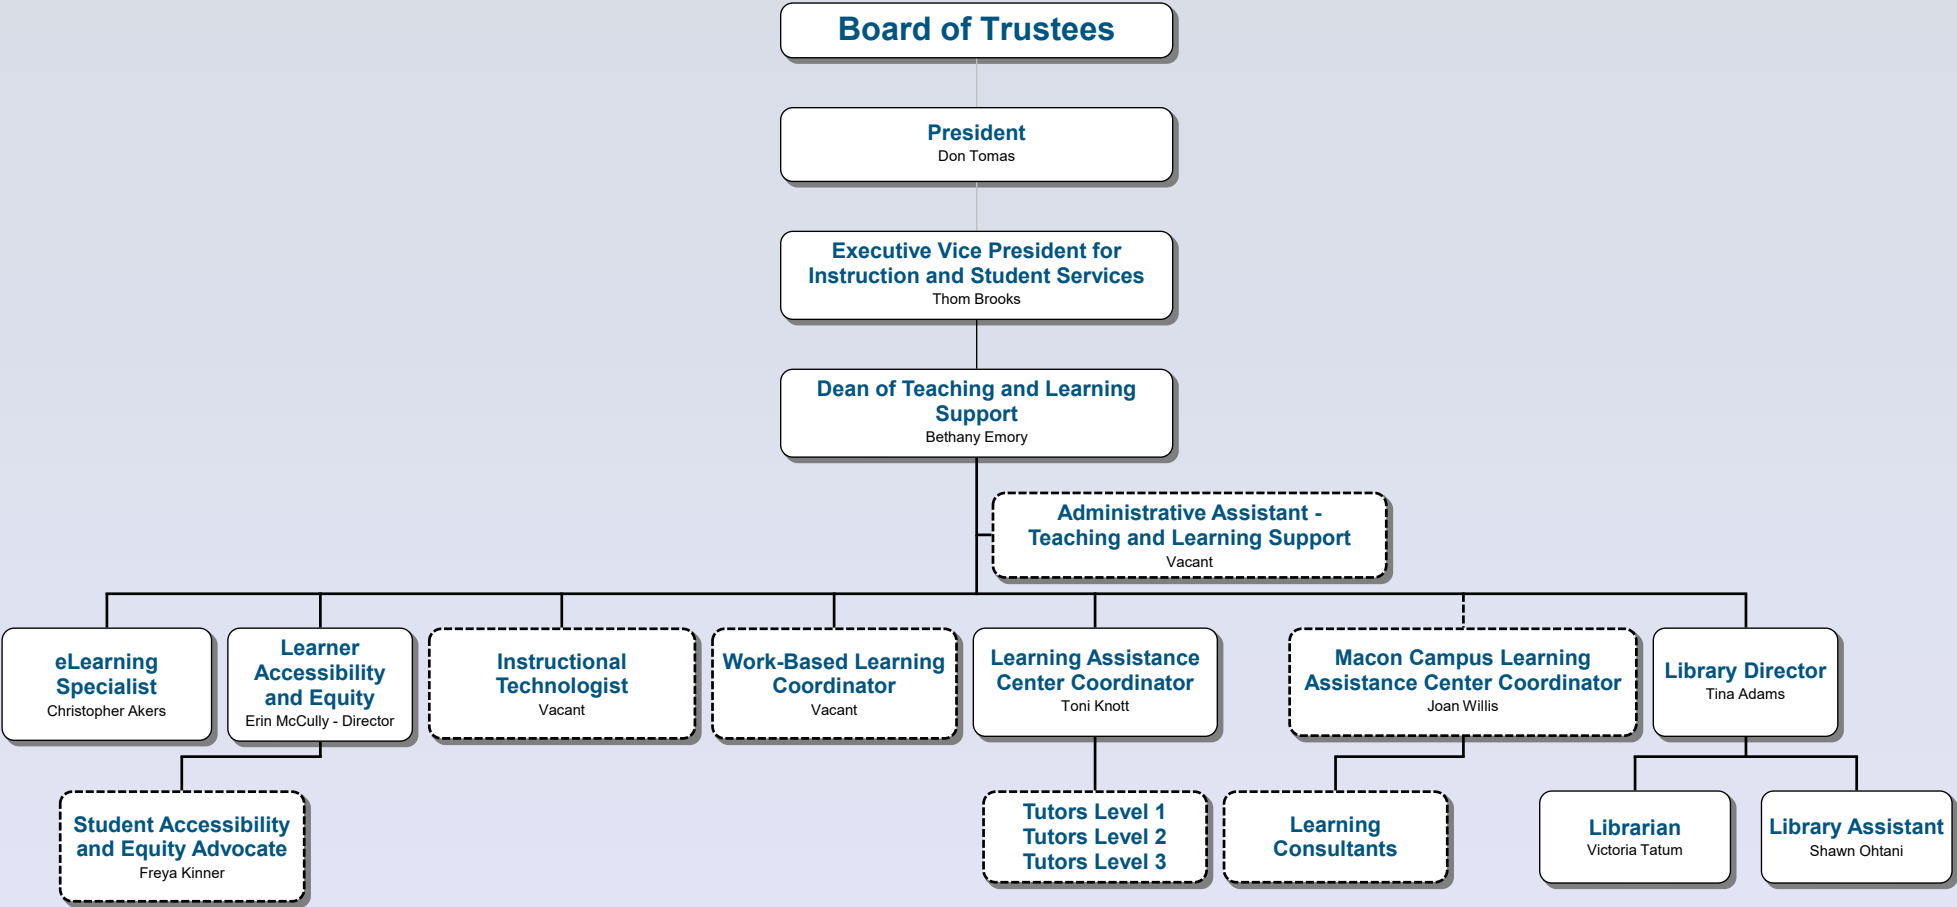 Board of Trustees
President
Don Tomas
Executive Vice President for
Instruction and Student Services
Thom Brooks
Dean of Teaching and Learning
Support
Bethany Emory
Administrative Assistant -
Teaching and Learning Support
Vacant
eLearning
Specialist
Christopher Akers
Learner
Accessibility
and Equity
Erin McCully - Director
Instructional
Technologist
Vacant
Work-Based Learning
Coordinator
Vacant
Learning Assistance
Center Coordinator
Toni Knott
Macon Campus Learning
Assistance Center Coordinator
Joan Willis
Library Director
Tina Adams
Student Accessibility
and Equity Advocate
Freya Kinner
Tutors Level 1
Tutors Level 2
Tutors Level 3
Learning
Consultants
Librarian
Victoria Tatum
Library Assistant
Shawn Ohtani